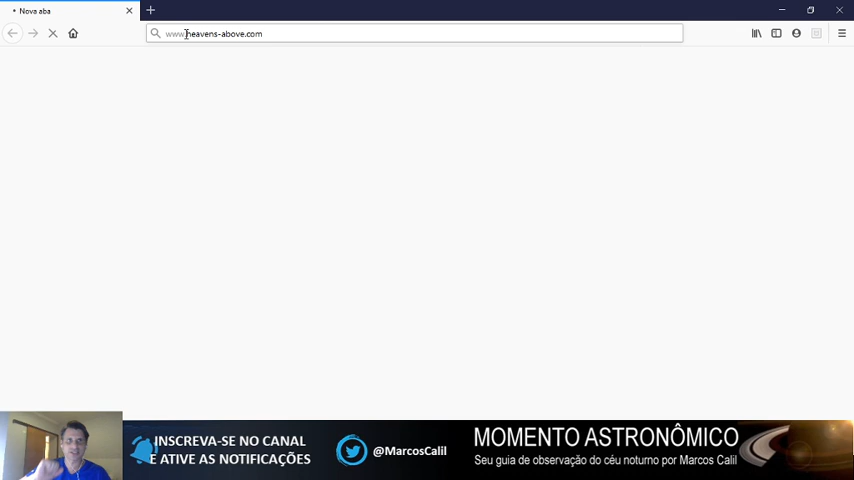 Nova aba
www.heavens-above.com
INSCREVA-SE NO CANAL
E ATIVE AS NOTIFICAÇÕES
@MarcosCalil
MOMENTO ASTRONÔMICO
Seu guia de observação do céu noturno por Marcos Calil